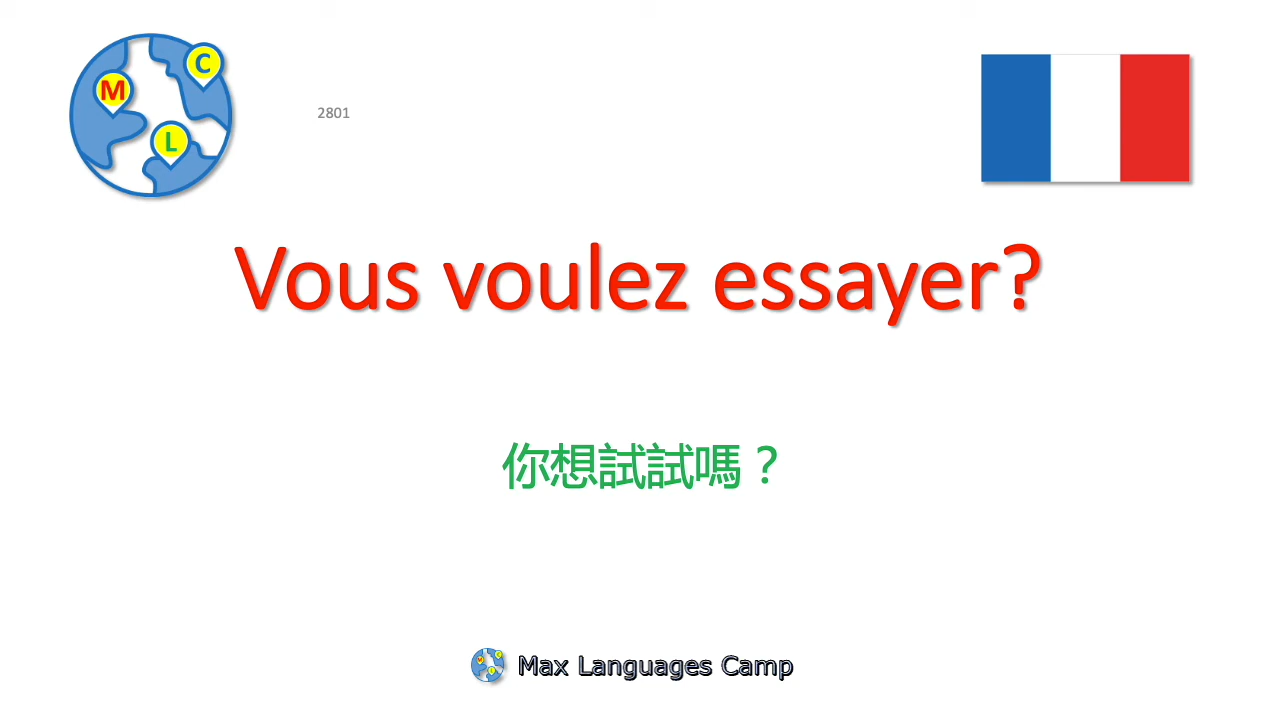 M
C
L
2801
Vous voulez essayer?
你想試試嗎？
Max Languages Camp